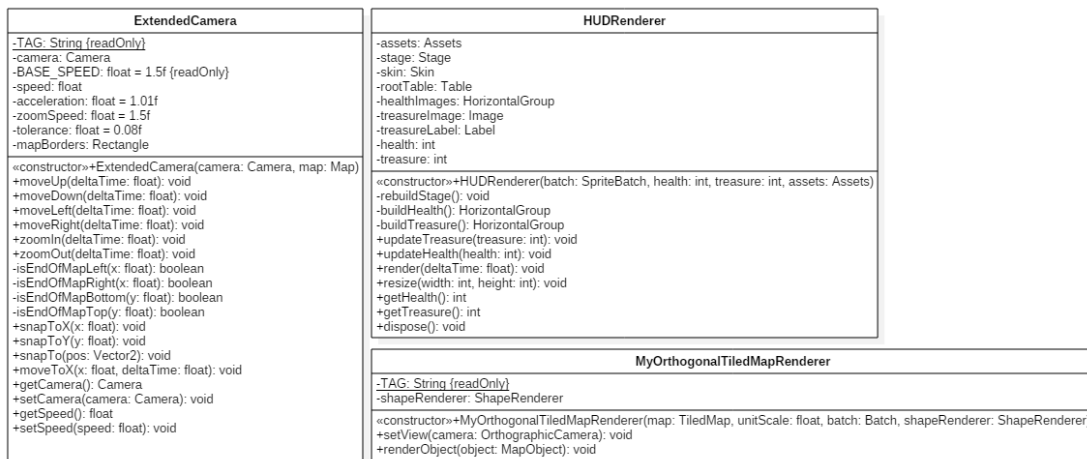 ExtendedCamera
-TAG: String {readOnly}
-camera: Camera
-BASE_SPEED: float = 1.5f {readOnly}
-speed: float
-acceleration: float = 1.01f
-zoomSpeed: float = 1.5f
-tolerance: float = 0.08f
-mapBorders: Rectangle
«constructor»+ExtendedCamera(camera: Camera, map: Map)
+moveUp(deltaTime: float): void
+moveDown(deltaTime: float): void
+moveLeft(deltaTime: float): void
+moveRight(deltaTime: float): void
+zoomIn(deltaTime: float): void
+zoomOut(deltaTime: float): void
-isEndOfMapLeft(x: float): boolean
-isEndOfMapRight(x: float): boolean
-isEndOfMapBottom(y: float): boolean
-isEndOfMapTop(y: float): boolean
+snapToX(x: float): void
+snapToY(y: float): void
+snapTo(pos: Vector2): void
+moveToX(x: float, deltaTime: float): void
+getCamera(): Camera
+setCamera(camera: Camera): void
+getSpeed(): float
+setSpeed(speed: float): void
HUDRenderer
-assets: Assets
-stage: Stage
-skin: Skin
-rootTable: Table
-healthImages: HorizontalGroup
-treasureImage: Image
-treasureLabel: Label
-health: int
-treasure: int
«constructor»+HUDRenderer(batch: SpriteBatch, health: int, treasure: int, assets: Assets)
-rebuildStage(): void
-buildHealth(): HorizontalGroup
-buildTreasure(): HorizontalGroup
+updateTreasure(treasure: int): void
+updateHealth(health: int): void
+render(deltaTime: float): void
+resize(width: int, height: int): void
+getHealth(): int
+getTreasure(): int
+dispose(): void
MyOrthogonalTiledMapRenderer
-TAG: String {readOnly}
-shapeRenderer: ShapeRenderer
«constructor»+MyOrthogonalTiledMapRenderer(map: TiledMap, unitScale: float, batch: Batch, shapeRenderer: ShapeRenderer)
+setView(camera: OrthographicCamera): void
+renderObject(object: MapObject): void